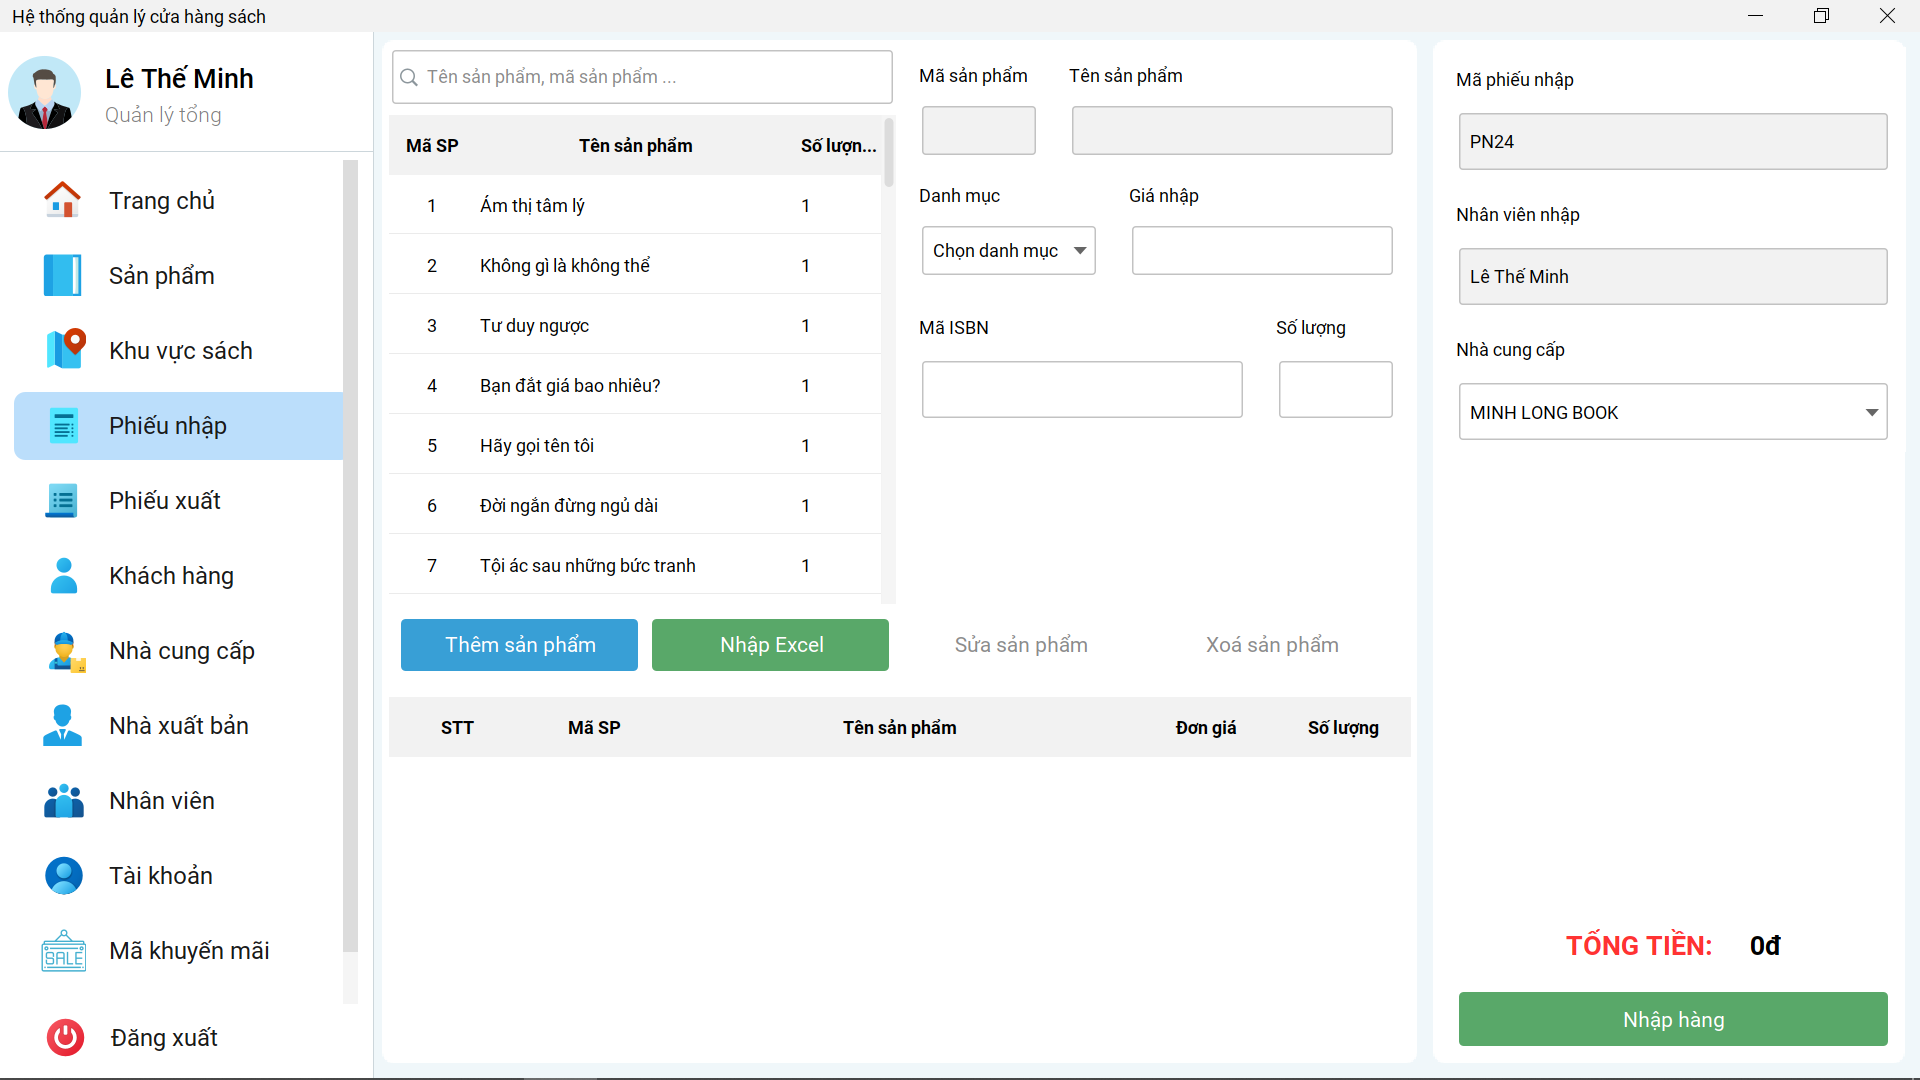 Hệ thống quản lý cửa hàng sách
Lê Thế Minh
Quản lý tổng
Trang chủ
Sản phẩm
Khu vực sách
Phiếu nhập
Phiếu xuất
Khách hàng
Nhà cung cấp
Nhà xuất bản
Nhân viên
Tài khoản
SALE
Mã khuyến mãi
Đăng xuất
Tên sản phẩm, mã sản phẩm ...
Mã SP Tên sản phẩm Số lượn...
1 Ám thị tâm lý 1
2 Không gì là không thể 1
3 Tư duy ngược 1
4 Bạn đắt giá bao nhiêu? 1
5 Hãy gọi tên tôi 1
6 Đời ngắn đừng ngủ dài 1
7 Tội ác sau những bức tranh 1
Mã sản phẩm Tên sản phẩm
Danh mục Giá nhập
Chọn danh mục
Mã ISBN Số lượng
Thêm sản phẩm Nhập Excel Sửa sản phẩm Xoá sản phẩm
STT Mã SP Tên sản phẩm Đơn giá Số lượng
Mã phiếu nhập
PN24
Nhân viên nhập
Lê Thế Minh
Nhà cung cấp
MINH LONG BOOK
TỔNG TIỀN: 0đ
Nhập hàng